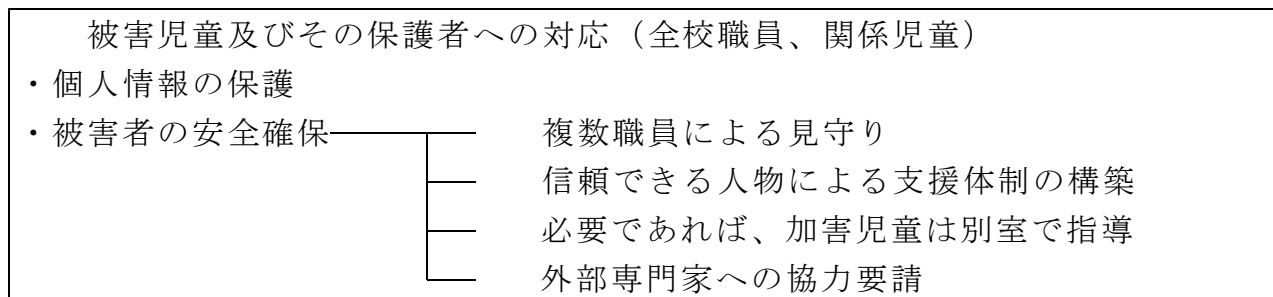 被害児童及びその保護者への対応（全校職員、関係児童）
・個人情報の保護
・被害者の安全確保 複数職員による見守り
信頼できる人物による支援体制の構築
必要であれば、加害児童は別室で指導
外部専門家への協力要請